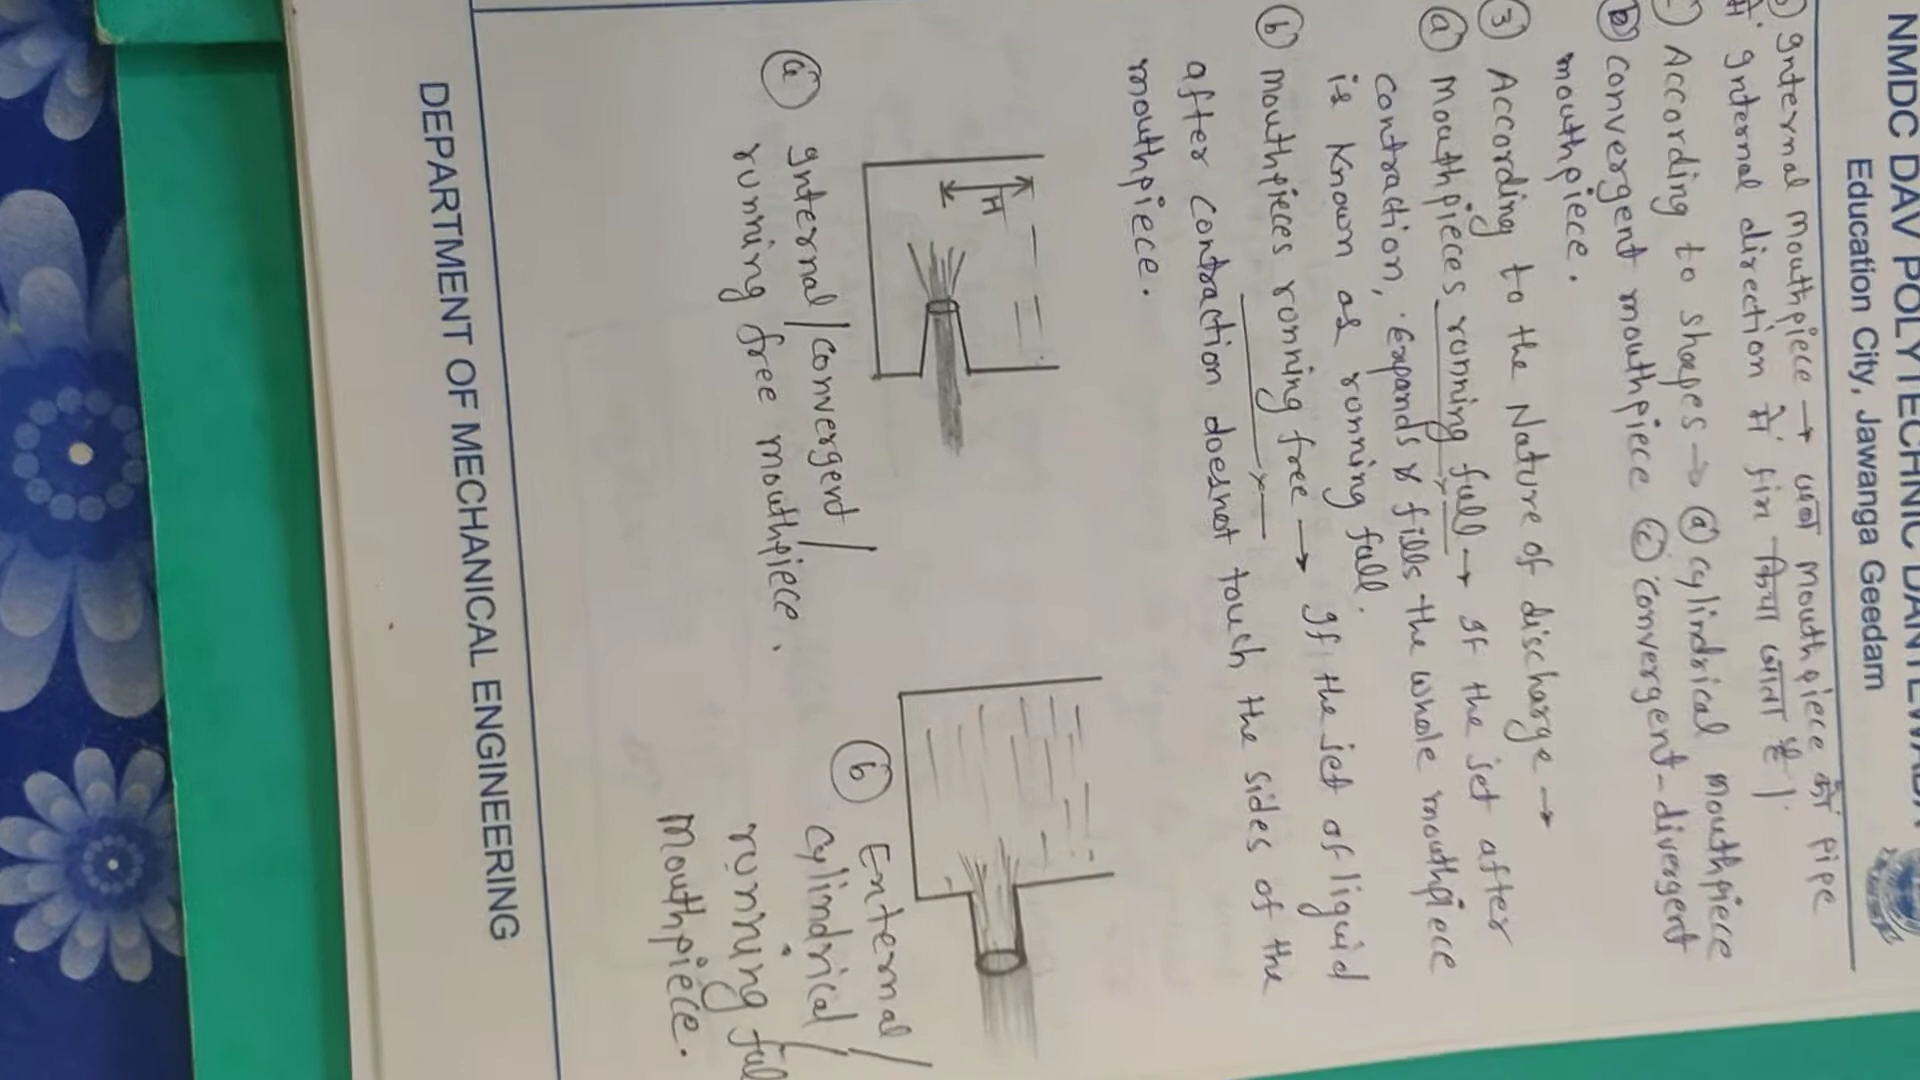 NMDC DAV POLYTECHNIC DANTEWADA
Education City, Jawanga Geedam
Internal mouthpiece → जब mouthpiece को pipe
में internal direction में fix किया जाता है।
According to shapes → (a) cylindrical mouthpiece
(b) convergent mouthpiece (c) convergent-divergent
mouthpiece.
(3) According to the Nature of discharge →
(a) Mouthpieces running full → If the jet after
contraction, expands & fills the whole mouthpiece
is known as running full.
(b) mouthpieces running free → If the jet of liquid
after contraction doesnot touch the sides of the
mouthpiece.
H
(a) Internal/convergent/
running free mouthpiece.
(b) External/
cylindrical/
running full
Mouthpiece.
DEPARTMENT OF MECHANICAL ENGINEERING